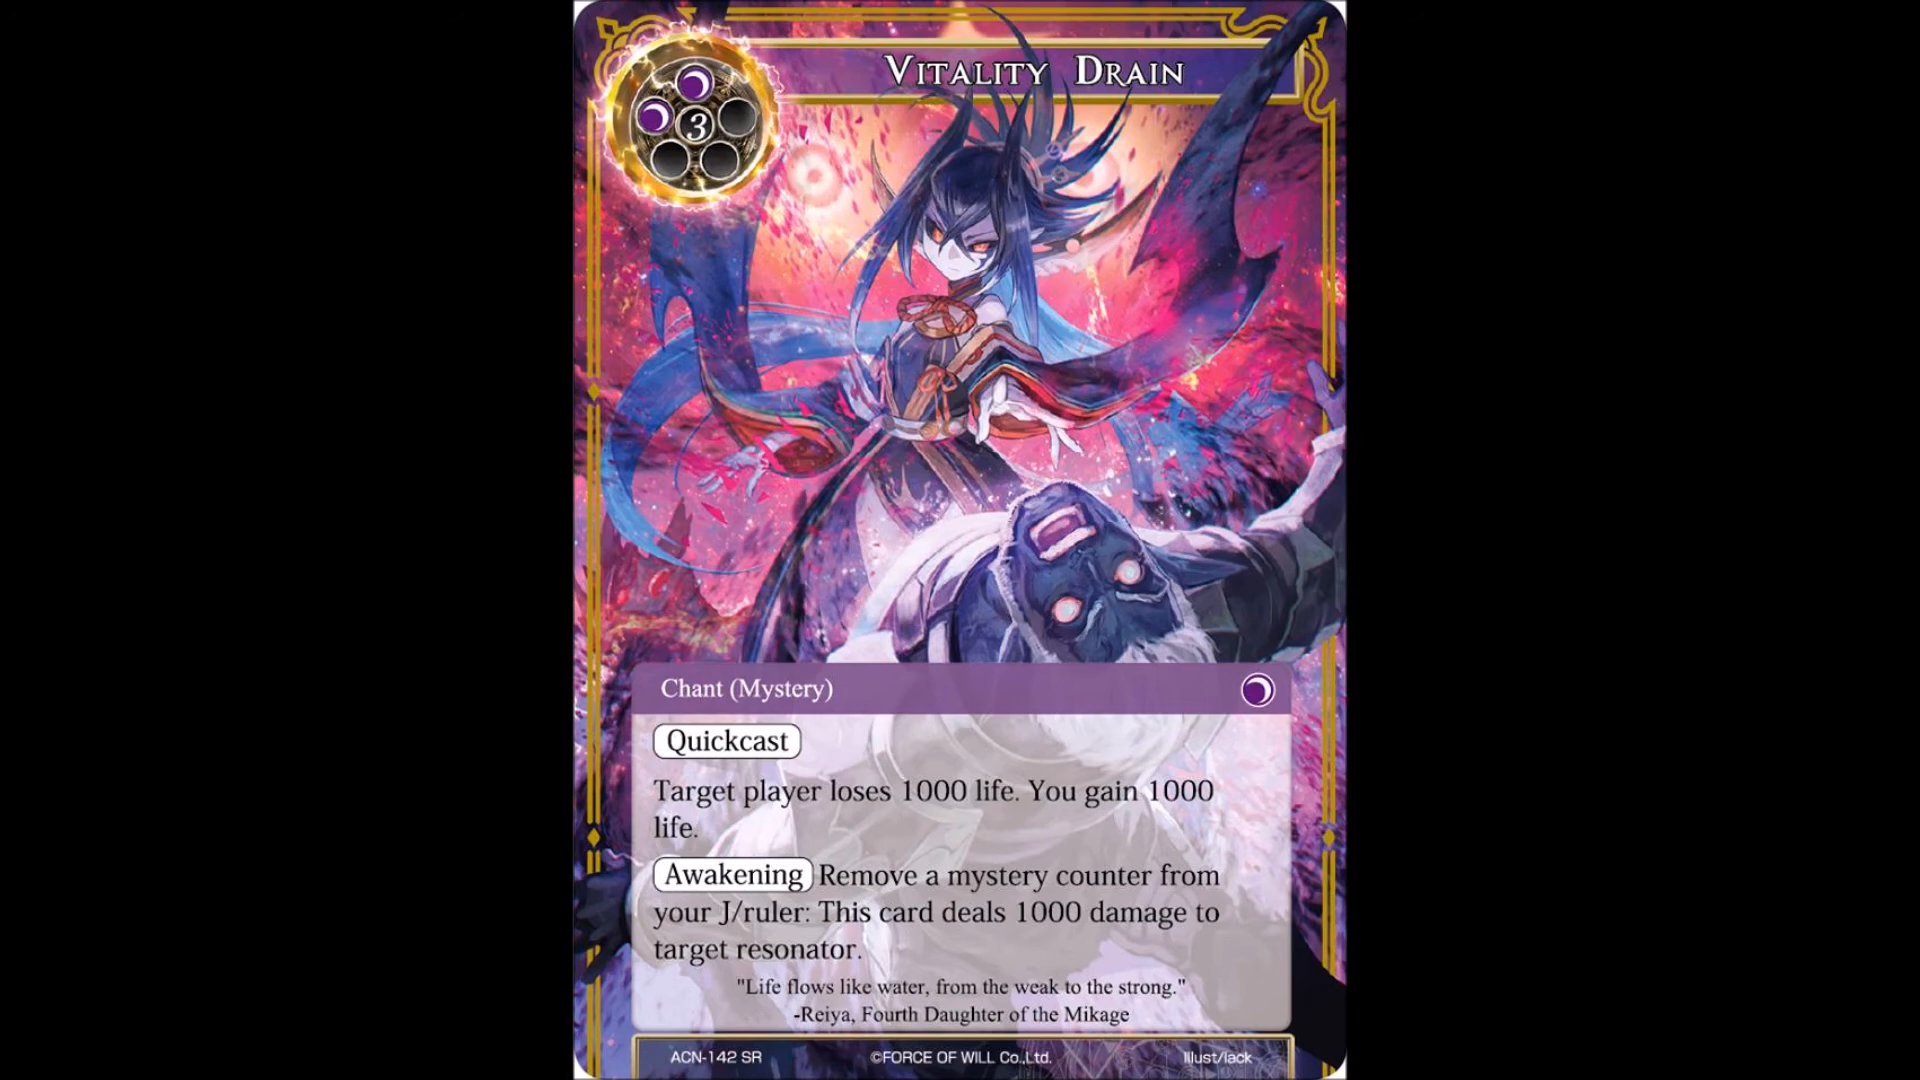 3
Vitality Drain
Chant (Mystery)
Quickcast
Target player loses 1000 life. You gain 1000
life.
Awakening Remove a mystery counter from
your J/ruler: This card deals 1000 damage to
target resonator.
"Life flows like water, from the weak to the strong."
-Reiya, Fourth Daughter of the Mikage
ACN-142 SR ©FORCE OF WILL Co.,Ltd. Illust/lack